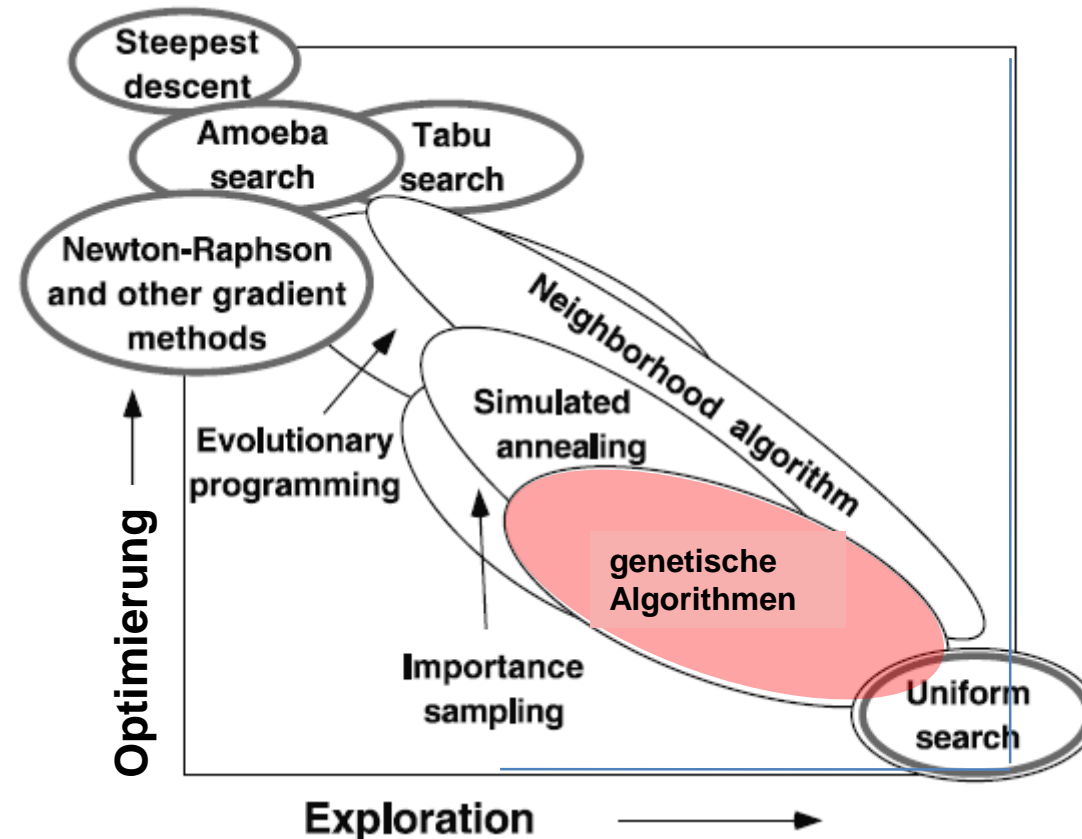 Steepest
descent
Amoeba
search
Tabu
search
Newton-Raphson
and other gradient
methods
Neighborhood algorithm
Simulated
annealing
Evolutionary
programming
genetische
Algorithmen
Importance
sampling
Uniform
search
Optimierung
Exploration